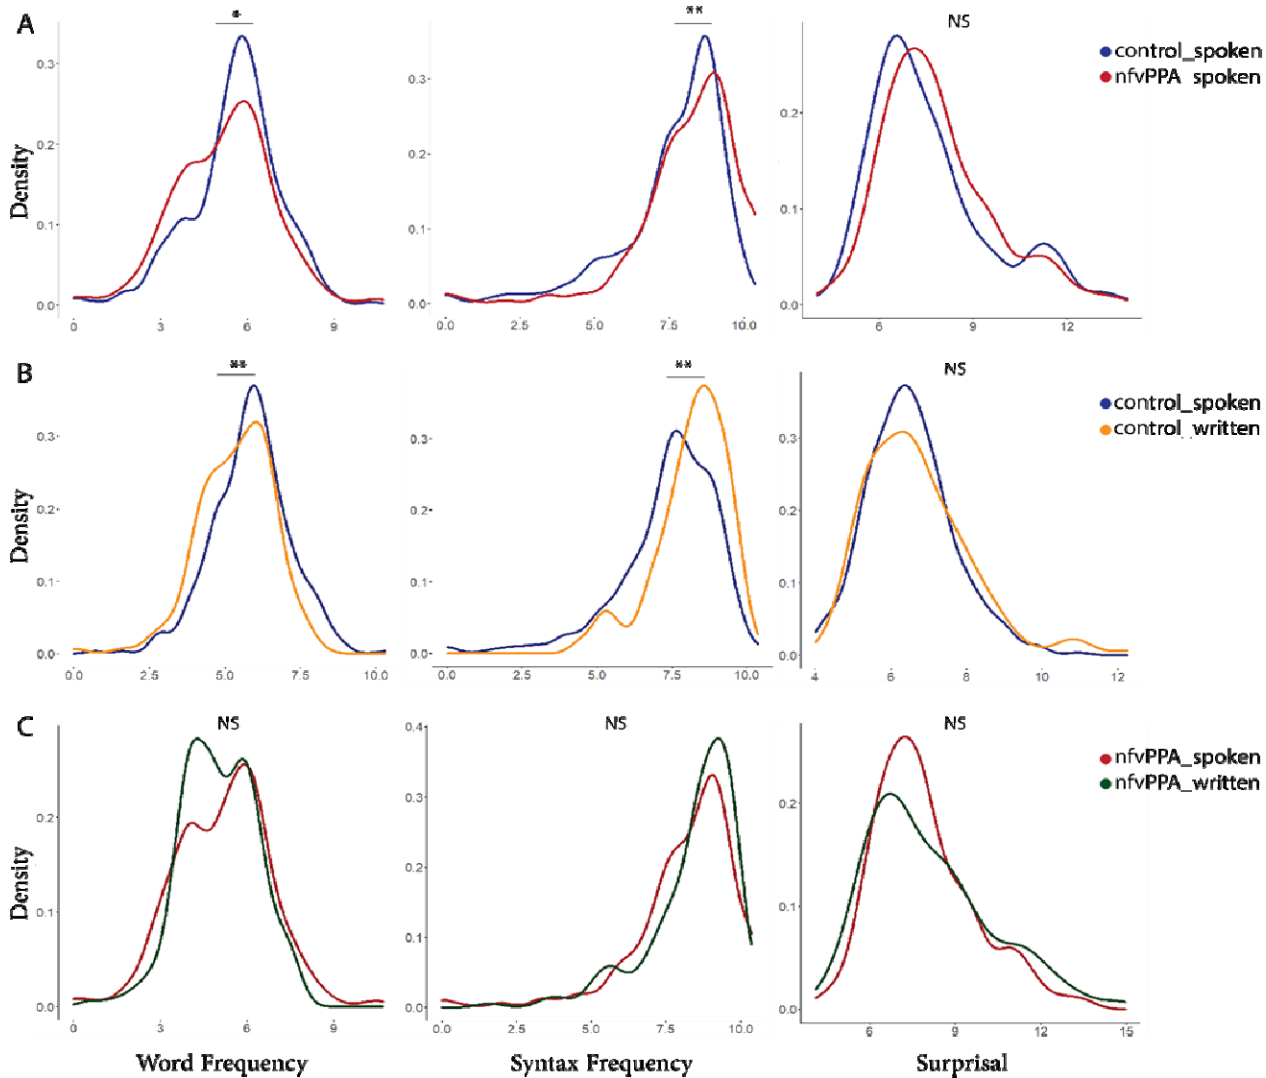 A
*
**
NS
control_spoken
nfvPPA_spoken
Density
0.3
0.2
0.1
0.0
0 3 6 9
0.3
0.2
0.1
0.0
0.0 2.5 5.0 7.5 10.0
0.2
0.1
0.0
6 9 12
B
**
**
NS
control_spoken
control_written
Density
0.3
0.2
0.1
0.0
0.0 2.5 5.0 7.5 10.0
0.3
0.2
0.1
0.0
0.0 2.5 5.0 7.5 10.0
0.3
0.2
0.1
0.0
4 6 8 10 12
C
NS
NS
NS
nfvPPA_spoken
nfvPPA_written
Density
0.2
0.1
0.0
0 3 6 9
0.4
0.3
0.2
0.1
0.0
0.0 2.5 5.0 7.5 10.0
0.2
0.1
0.0
6 9 12 15
Word Frequency
Syntax Frequency
Surprisal